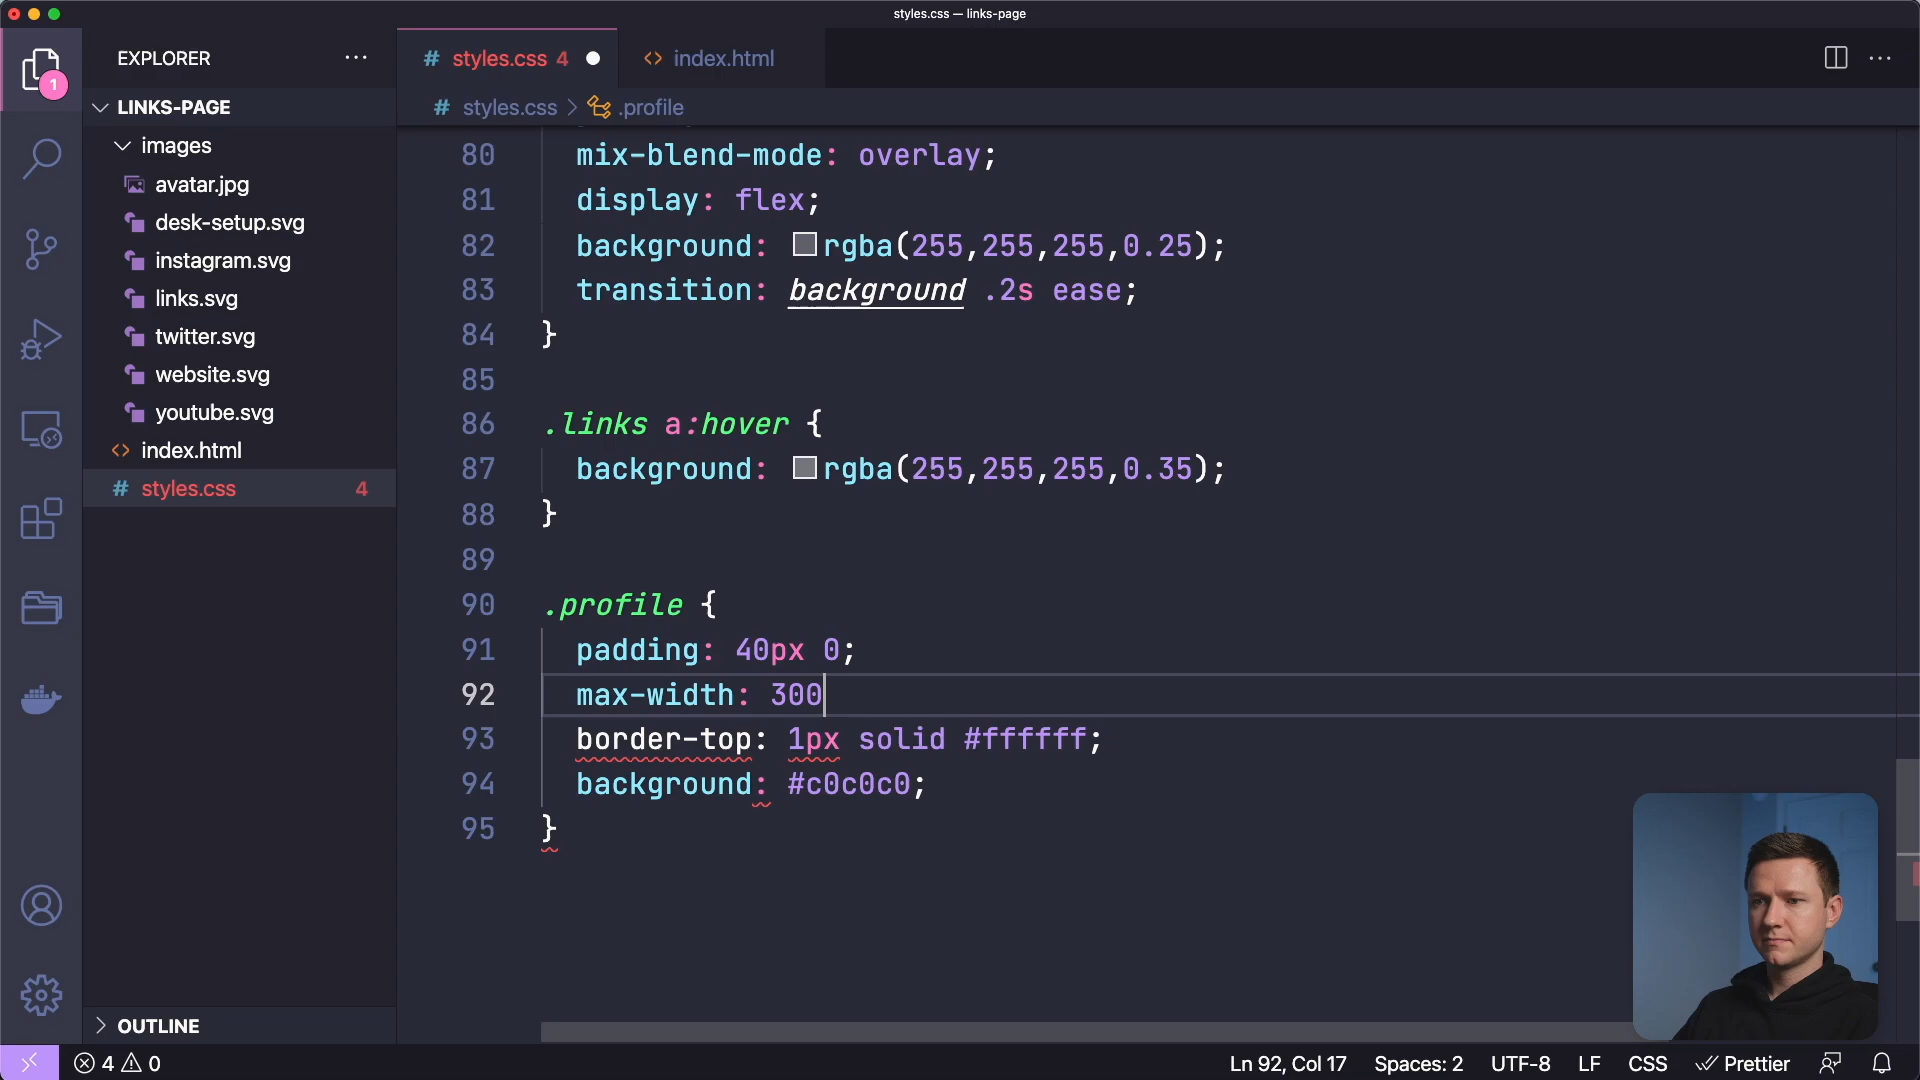 styles.css — links-page
EXPLORER
styles.css 4
index.html
1
LINKS-PAGE
# styles.css > .profile
images
avatar.jpg
desk-setup.svg
instagram.svg
links.svg
twitter.svg
website.svg
youtube.svg
<> index.html
# styles.css 4
80 mix-blend-mode: overlay;
81 display: flex;
82 background: rgba(255,255,255,0.25);
83 transition: background .2s ease;
84 }
85
86 .links a:hover {
87 background: rgba(255,255,255,0.35);
88 }
89
90 .profile {
91 padding: 40px 0;
92 max-width: 300
93 border-top: 1px solid #ffffff;
94 background: #c0c0c0;
95 }
OUTLINE
4 0
Ln 92, Col 17 Spaces: 2 UTF-8 LF CSS Prettier